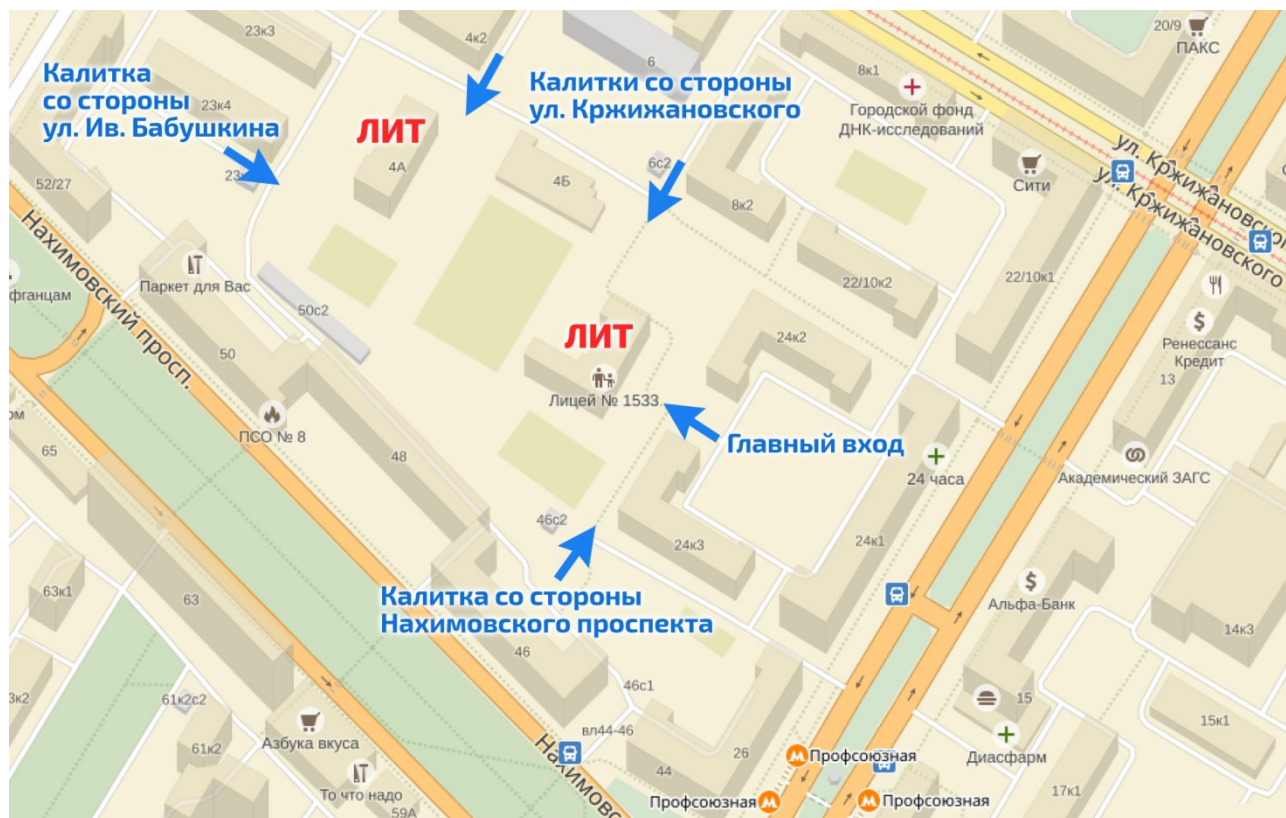 23к3
4к2
6
20/9
ПАКС
Калитка
со стороны
ул. Ив. Бабушкина
23к4
ЛИТ
4А
Калитки со стороны
ул. Кржижановского
8к1
Городской фонд
ДНК-исследований
ул. Кржижановского
ул. Кржижановского
Сити
6с2
4Б
8к2
52/27
Нахимовский просп.
Паркет для Вас
50с2
22/10к2
22/10к1
50
ЛИТ
Лицей № 1533
24к2
Ренессанс
Кредит
13
ПСО № 8
65
48
Главный вход
24 часа
Академический ЗАГС
46с2
24к3
24к1
63к1
63
Калитка со стороны
Нахимовского проспекта
Альфа-Банк
14к3
46
46с1
61к2с2
61к2
Азбука вкуса
вл44-46
44
26
15
Диасфарм
15к1
То что надо
59А
Профсоюзная
Профсоюзная
Профсоюзная
17к1